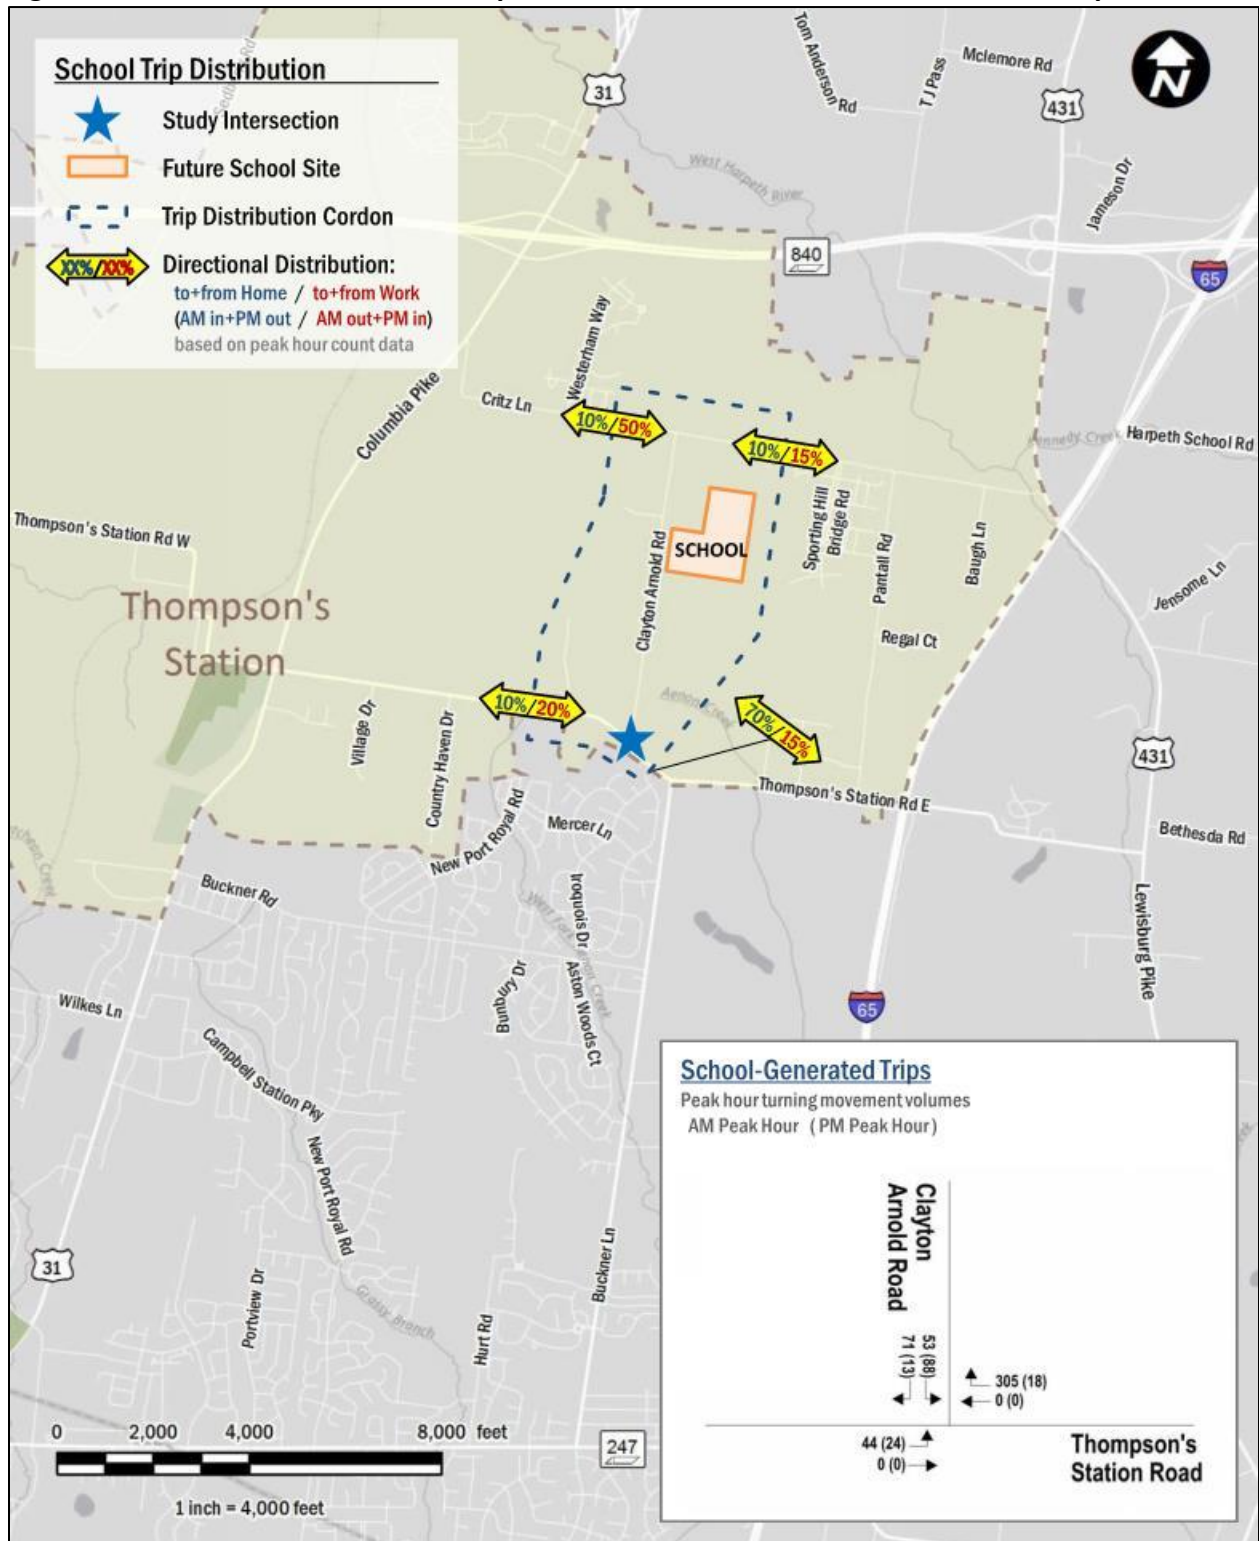 School Trip Distribution
Study Intersection
Future School Site
Trip Distribution Cordon
XX%/XX%
Directional Distribution:
to+from Home / to+from Work
(AM in+PM out / AM out+PM in)
based on peak hour count data
31
Tom Anderson Rd
T J Pass
Mclemore Rd
431
N
West Harpeth River
Jameson Dr
840
65
Westerham Way
Columbia Pike
Critz Ln
10%/50%
10%/15%
Harpeth School Rd
Thompson's Station Rd W
SCHOOL
Clayton Arnold Rd
Sporting Hill Bridge Rd
Pantall Rd
Baugh Ln
Jensome Ln
Thompson's
Station
Regal Ct
Aenon Creek
10%/20%
70%/15%
Village Dr
Country Haven Dr
431
Thompson's Station Rd E
New Port Royal Rd
Mercer Ln
Bethesda Rd
Buckner Rd
Iroquois Dr
Lewisburg Pike
Wilkes Ln
Bunbury Dr
Aston Woods Ct
65
Campbell Station Pky
New Port Royal Rd
31
Portview Dr
Grassy Branch
Hurt Rd
Buckner Ln
0 2,000 4,000 8,000 feet
1 inch = 4,000 feet
247
School-Generated Trips
Peak hour turning movement volumes
AM Peak Hour (PM Peak Hour)
Clayton
Arnold Road
53 (88)
71 (13)
305 (18)
0 (0)
44 (24)
0 (0)
Thompson's
Station Road